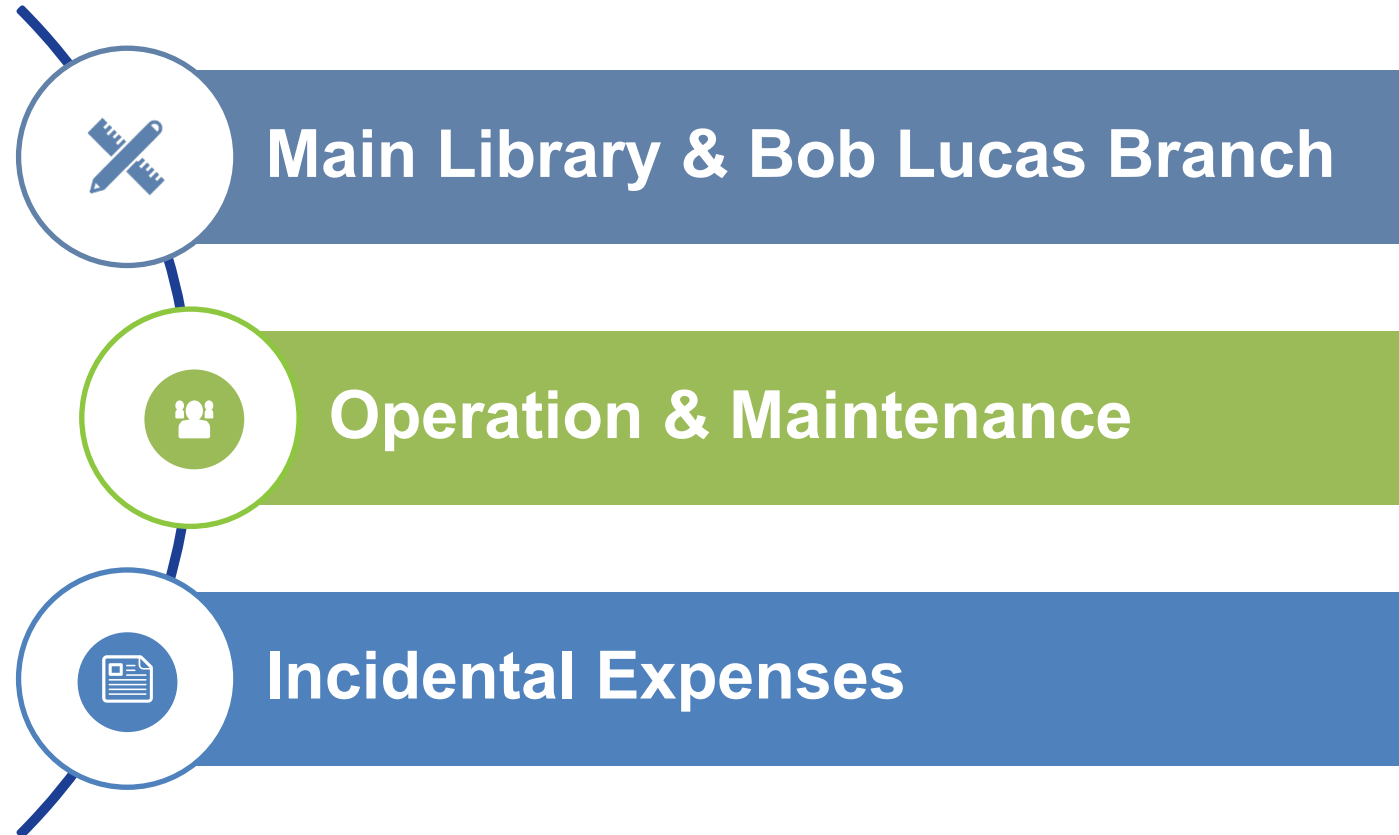 Main Library & Bob Lucas Branch
Operation & Maintenance
Incidental Expenses